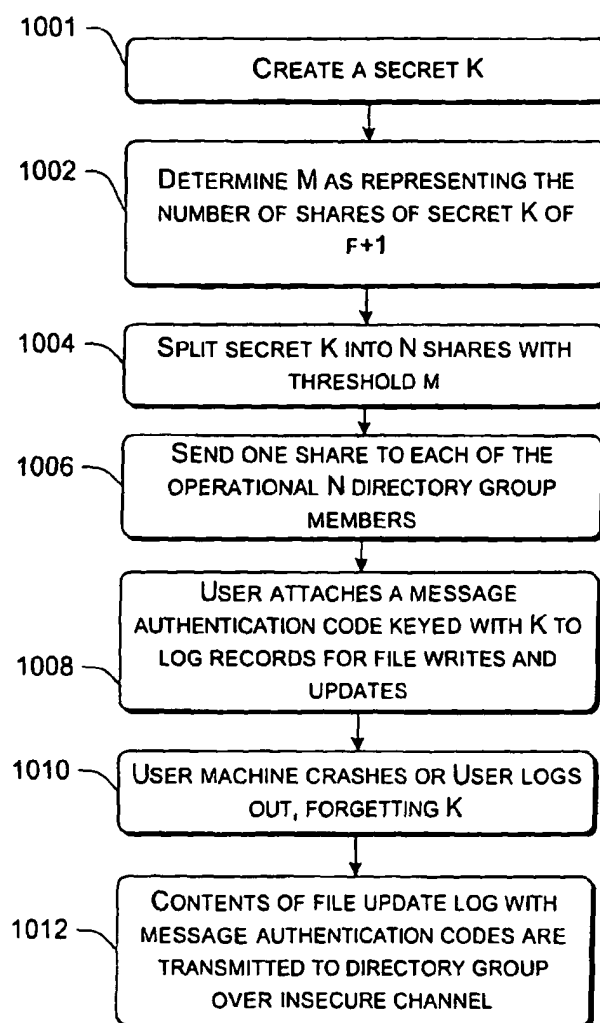 1001
CREATE A SECRET K
1002
DETERMINE M AS REPRESENTING THE
NUMBER OF SHARES OF SECRET K OF
F+1
1004
SPLIT SECRET K INTO N SHARES WITH
THRESHOLD M
1006
SEND ONE SHARE TO EACH OF THE
OPERATIONAL N DIRECTORY GROUP
MEMBERS
1008
USER ATTACHES A MESSAGE
AUTHENTICATION CODE KEYED WITH K TO
LOG RECORDS FOR FILE WRITES AND
UPDATES
1010
USER MACHINE CRASHES OR USER LOGS
OUT, FORGETTING K
1012
CONTENTS OF FILE UPDATE LOG WITH
MESSAGE AUTHENTICATION CODES ARE
TRANSMITTED TO DIRECTORY GROUP
OVER INSECURE CHANNEL